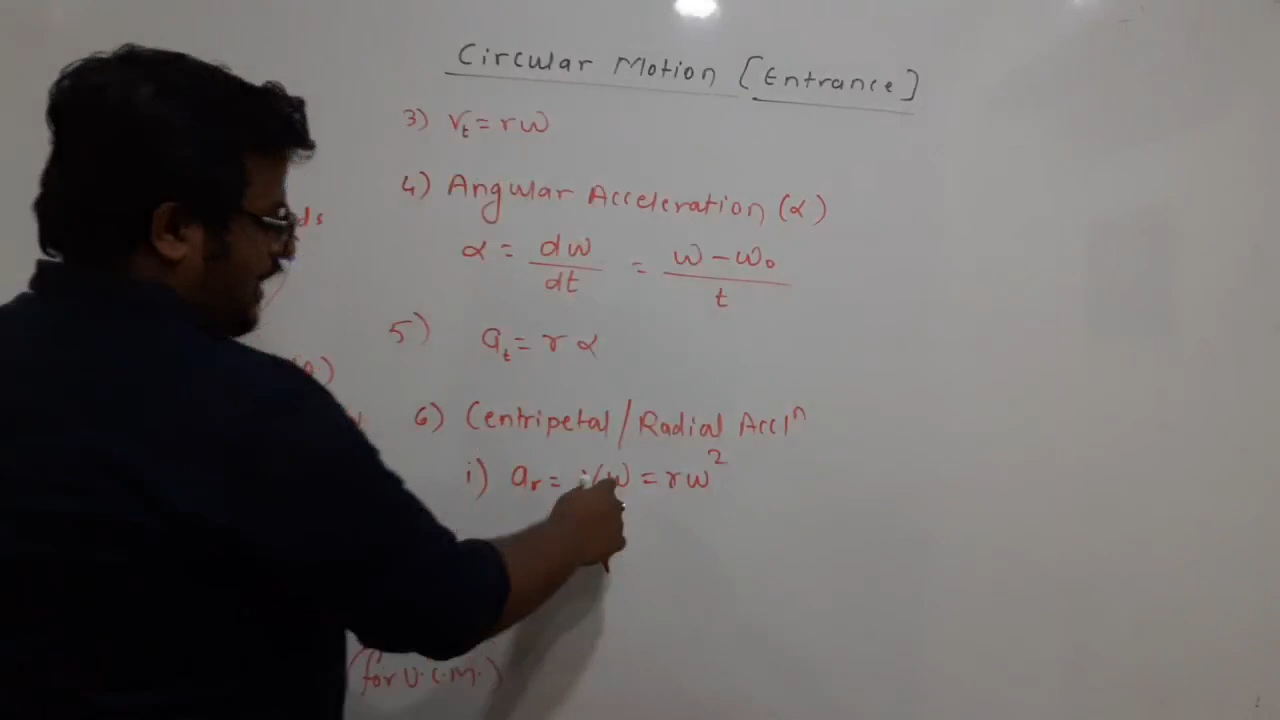 Circular Motion [Entrance]
3) Vt = rω
4) Angular Acceleration (α)
α = dω/dt = ω - ω₀/t
5) at = r α
6) Centripetal/Radial Acclⁿ
i) ar = ω = rω²
(for U.C.M.)